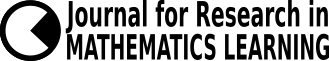 Journal for Research in
MATHEMATICS LEARNING